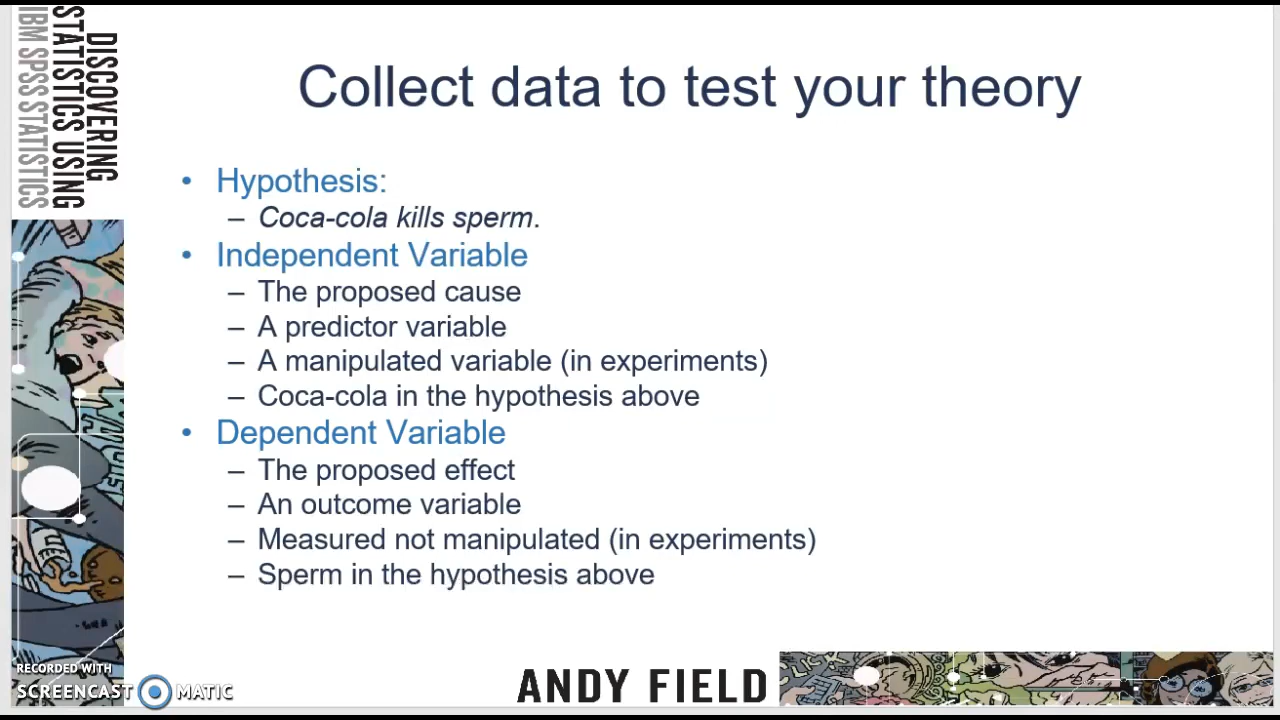 DISCOVERING
STATISTICS USING
IBM SPSS STATISTICS
Collect data to test your theory
• Hypothesis:
– Coca-cola kills sperm.
• Independent Variable
– The proposed cause
– A predictor variable
– A manipulated variable (in experiments)
– Coca-cola in the hypothesis above
• Dependent Variable
– The proposed effect
– An outcome variable
– Measured not manipulated (in experiments)
– Sperm in the hypothesis above
RECORDED WITH
SCREENCAST MATIC
ANDY FIELD